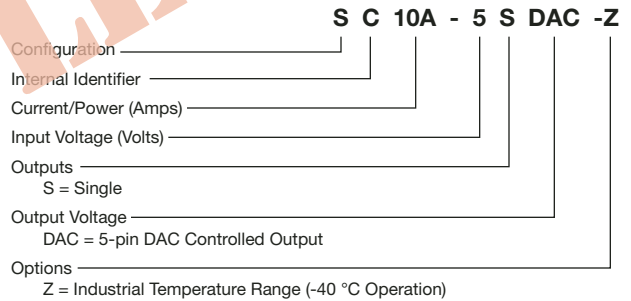 S C 10A - 5 S DAC -Z
Configuration
Internal Identifier
Current/Power (Amps)
Input Voltage (Volts)
Outputs
S = Single
Output Voltage
DAC = 5-pin DAC Controlled Output
Options
Z = Industrial Temperature Range (-40 °C Operation)